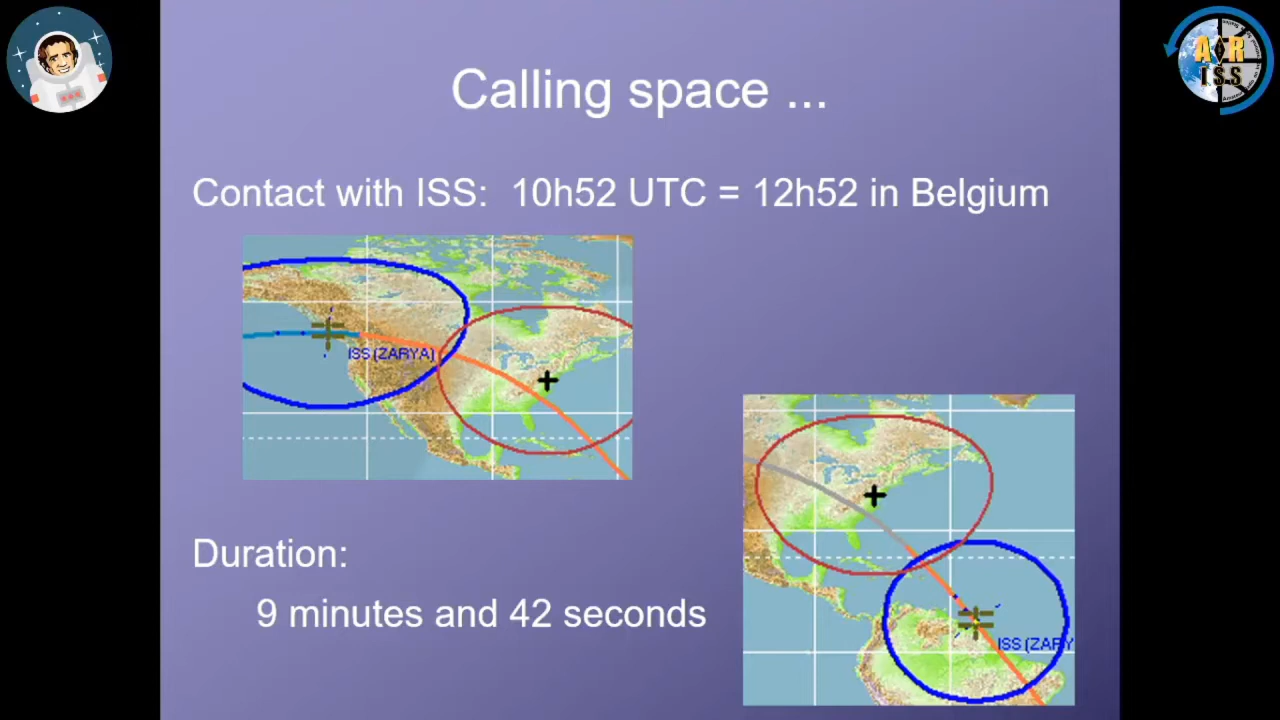 Calling space ...
Contact with ISS: 10h52 UTC = 12h52 in Belgium
ISS (ZARYA)
Duration:
9 minutes and 42 seconds
ISS (ZARY
A R
I S S